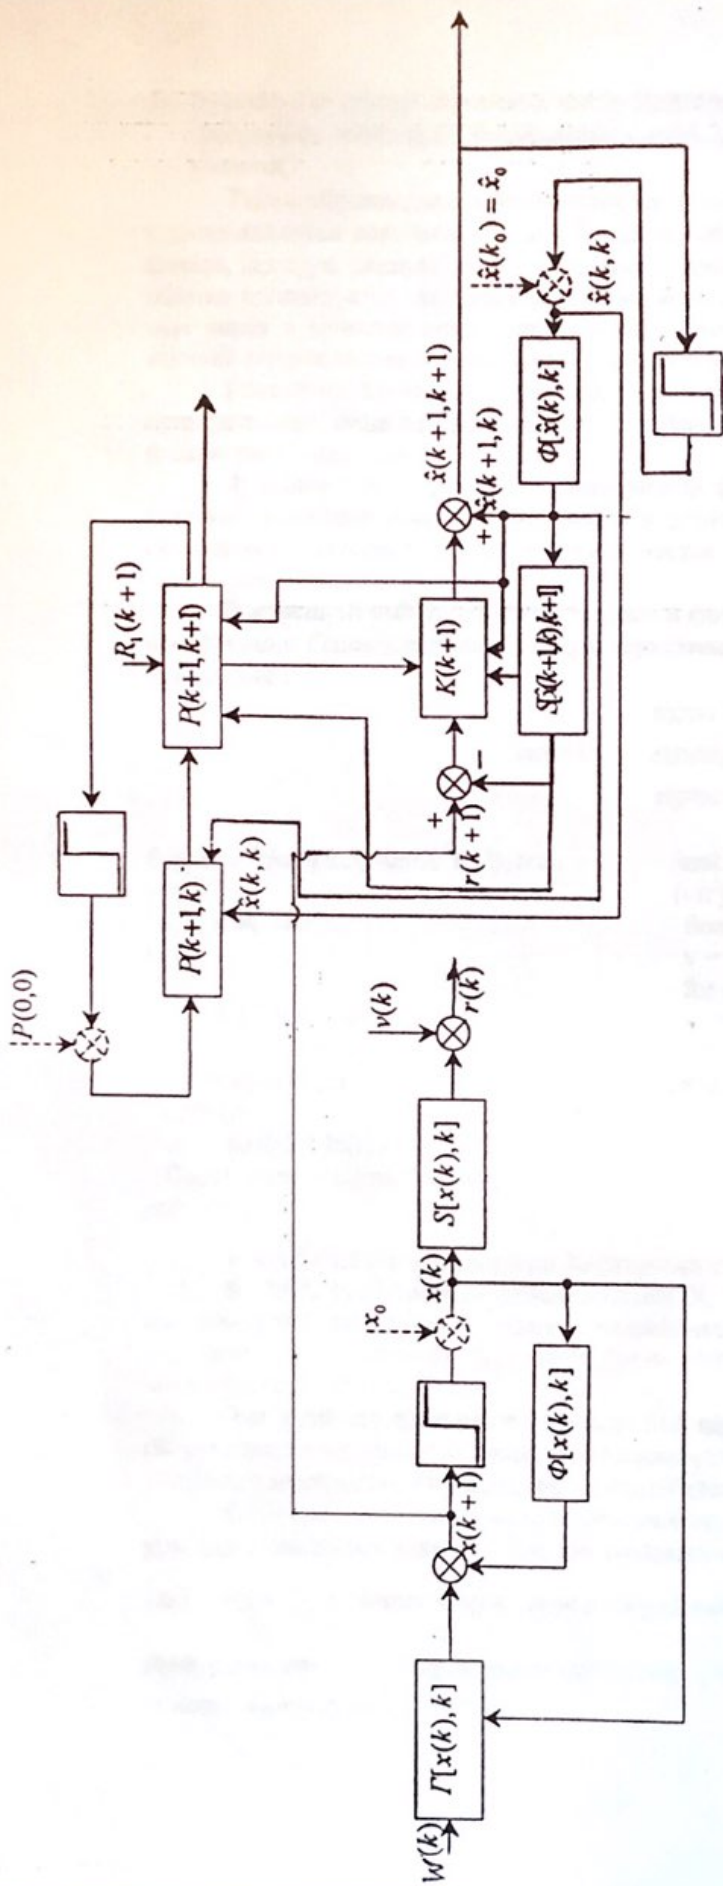 W(k)
Γ[x(k),k]
x(k+1)
x₀
x(k)
Φ[x(k),k]
S[x(k),k]
v(k)
r(k)
P(0,0)
P(k+1,k)
x̂(k,k)
R₁(k+1)
P(k+1,k+1)
r(k+1)
+
−
K(k+1)
S[x̂(k+1,k),k+1]
+
x̂(k+1,k)
x̂(k+1,k+1)
Φ[x̂(k),k]
x̂(k,k)
x̂(k₀) = x̂₀